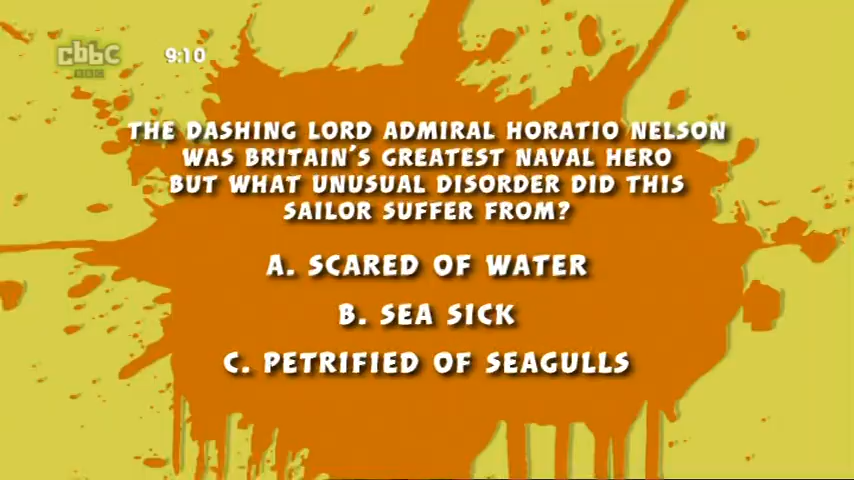 cbbc
BBC
9:10
THE DASHING LORD ADMIRAL HORATIO NELSON
WAS BRITAIN'S GREATEST NAVAL HERO
BUT WHAT UNUSUAL DISORDER DID THIS
SAILOR SUFFER FROM?
A. SCARED OF WATER
B. SEA SICK
C. PETRIFIED OF SEAGULLS